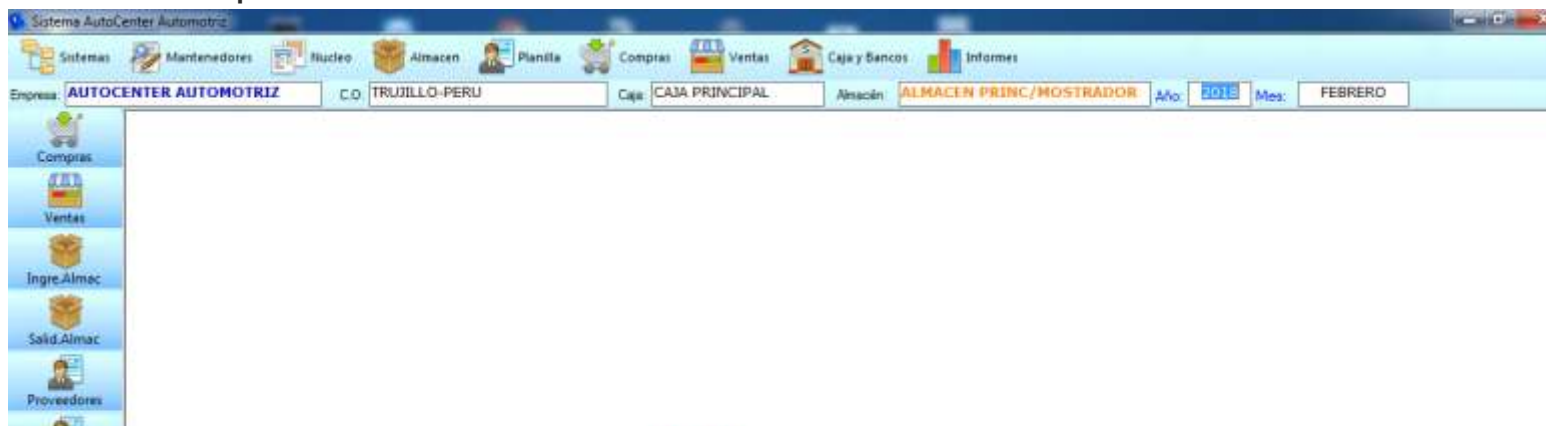 Sistema AutoCenter Automotriz
Sistemas Mantenedores Nucleo Almacen Planilla Compras Ventas Caja y Bancos Informes
Empresa: AUTOCENTER AUTOMOTRIZ C.O TRUJILLO-PERU Caja: CAJA PRINCIPAL Almacén ALMACEN PRINC/MOSTRADOR Año: 2018 Mes: FEBRERO
Compras
Ventas
Ingre.Almac
Salid.Almac
Proveedores